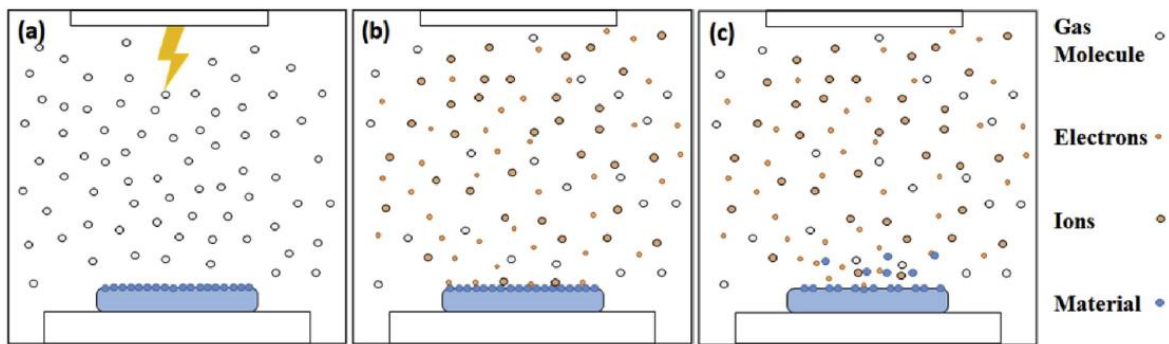 (a)
(b)
(c)
Gas
Molecule
Electrons
Ions
Material